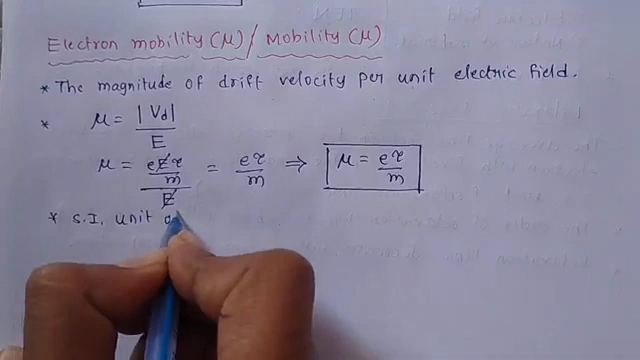 Electron mobility (μ) / Mobility (μ)
* The magnitude of drift velocity per unit electric field.
* μ = |Vd| / E
μ = (eEτ/m) / E = eτ/m ⇒ μ = eτ/m
* S.I. unit o